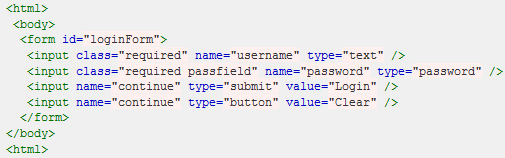 <html>
<body>
<form id="loginForm">
<input class="required" name="username" type="text" />
<input class="required passfield" name="password" type="password" />
<input name="continue" type="submit" value="Login" />
<input name="continue" type="button" value="Clear" />
</form>
</body>
<html>